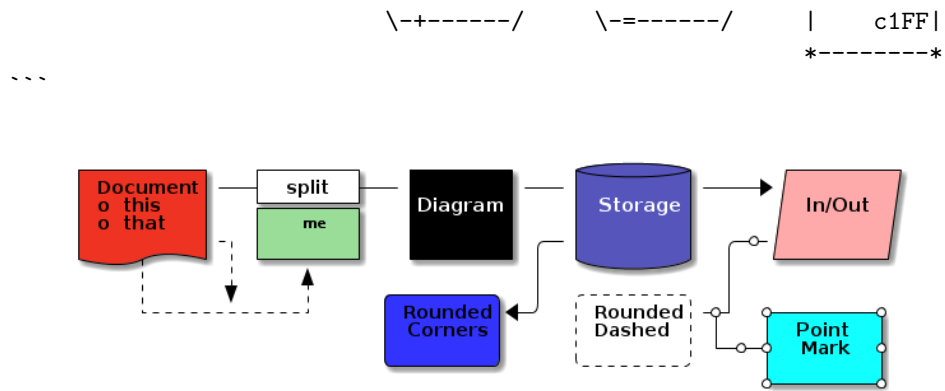 \-+------/    \-=------/    |    c1FF|
*--------*
```
Document
o this
o that
split
me
Diagram
Storage
In/Out
Rounded
Corners
Rounded
Dashed
Point
Mark